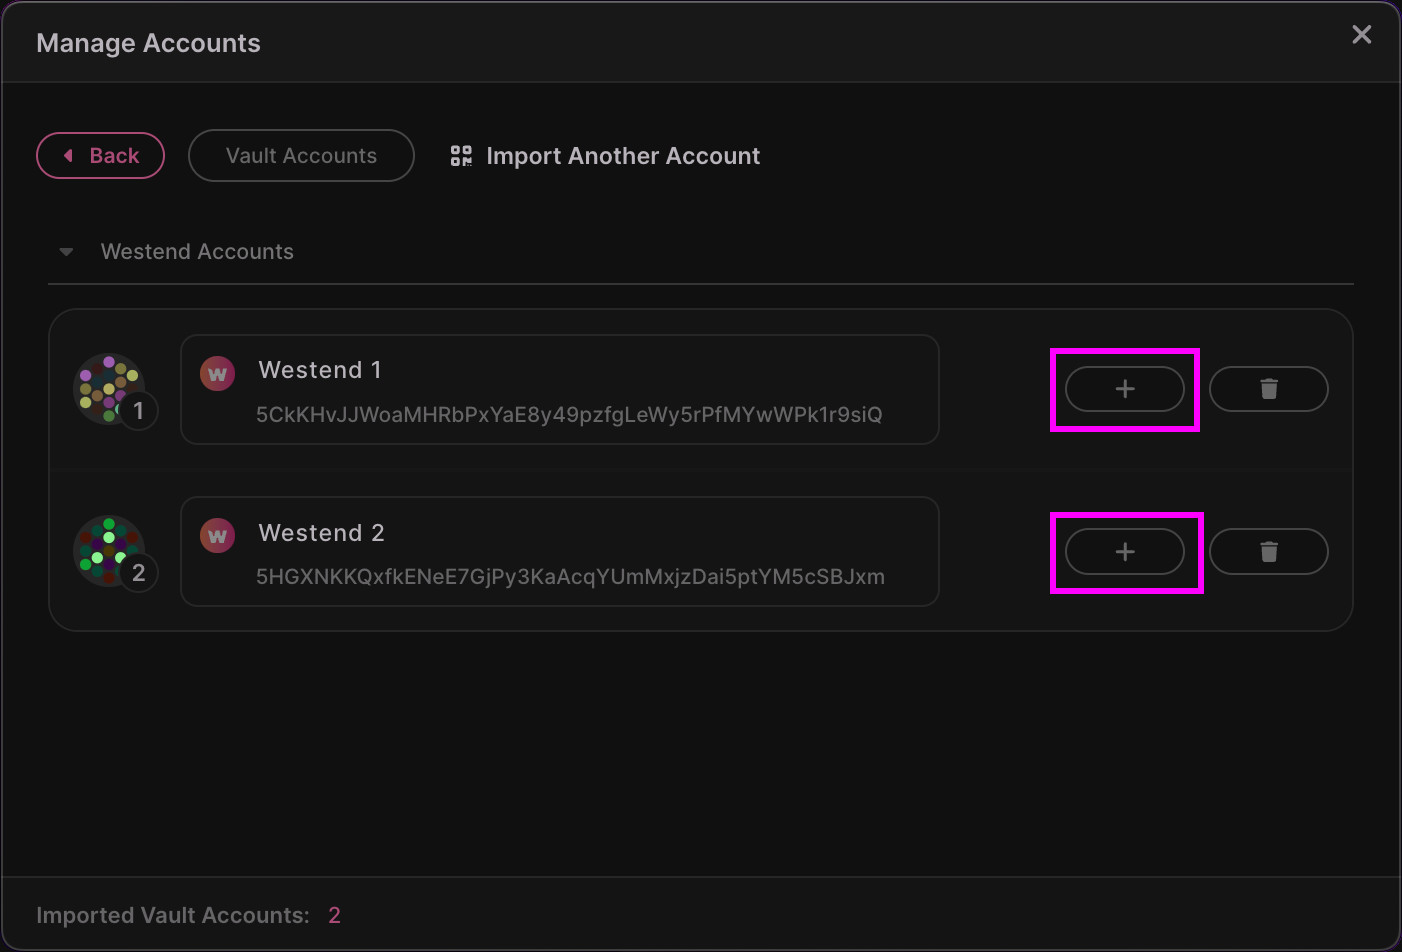 Manage Accounts
Back
Vault Accounts
Import Another Account
Westend Accounts
1
W
Westend 1
5CkKHvJJWoaMHRbPxYaE8y49pzfgLeWy5rPfMYwWPk1r9siQ
2
W
Westend 2
5HGXNKKQxfkENeE7GjPy3KaAcqYUmMxjzDai5ptYM5cSBJxm
Imported Vault Accounts: 2